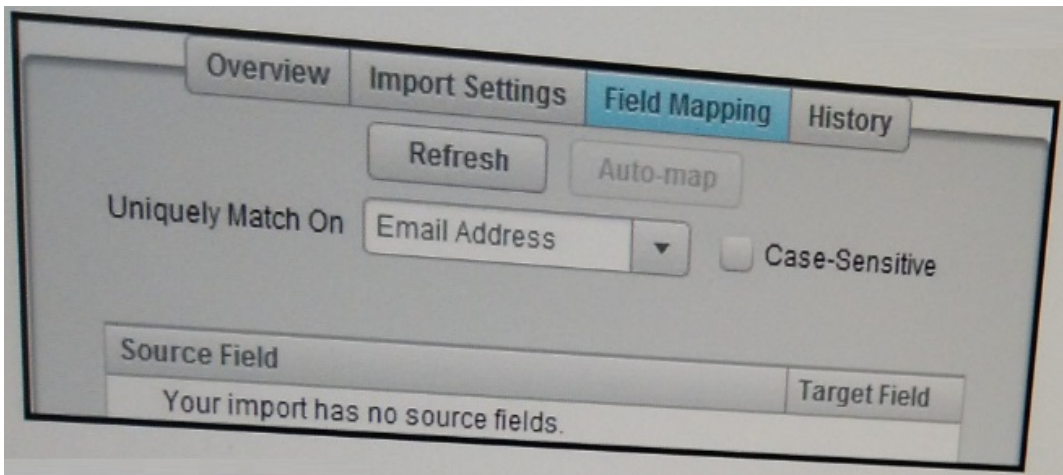 Overview Import Settings Field Mapping History
Refresh Auto-map
Uniquely Match On Email Address Case-Sensitive
Source Field Target Field
Your import has no source fields.